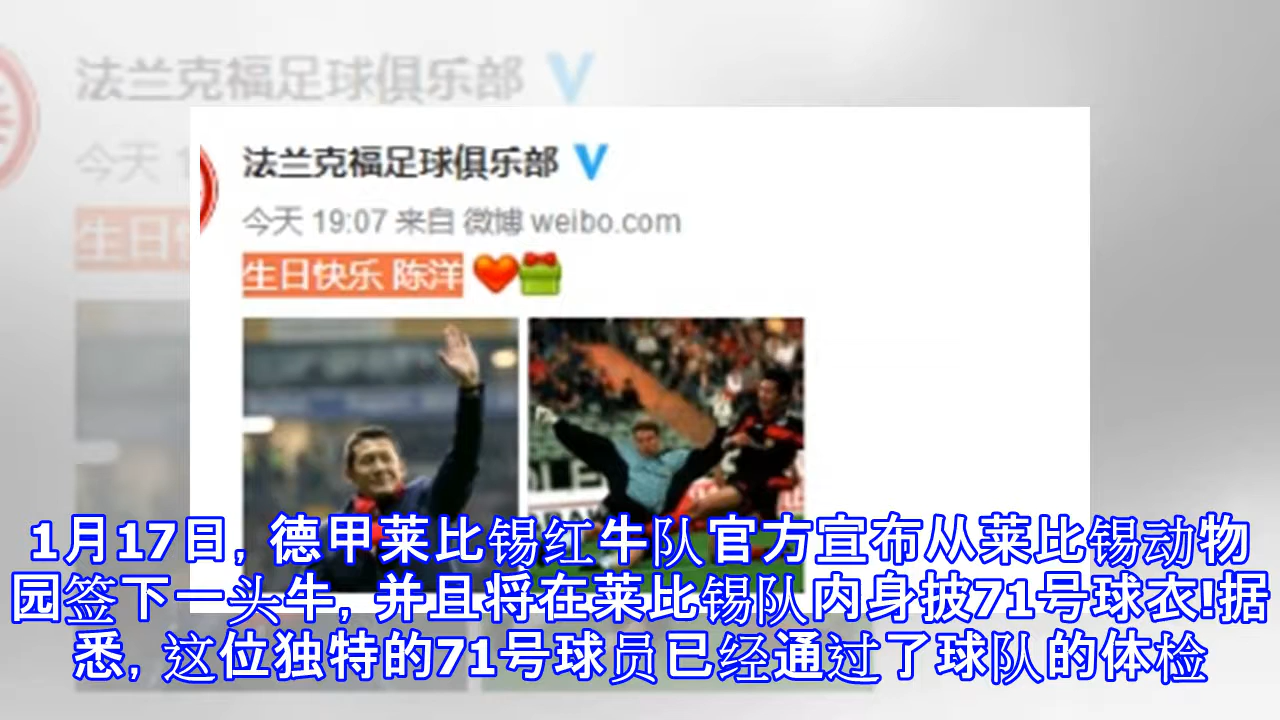 法兰克福足球俱乐部 V
今天 1
生日快
法兰克福足球俱乐部 V
今天 19:07 来自 微博 weibo.com
生日快乐 陈洋
1月17日, 德甲莱比锡红牛队官方宣布从莱比锡动物
园签下一头牛, 并且将在莱比锡队内身披71号球衣!据
悉, 这位独特的71号球员已经通过了球队的体检